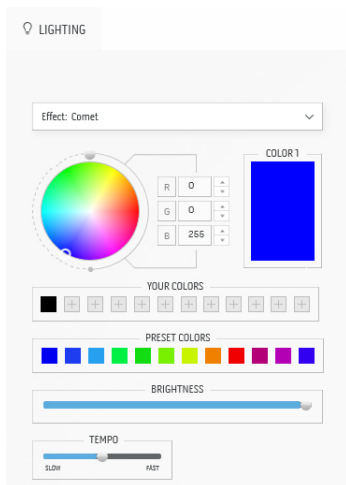 LIGHTING
Effect: Comet
COLOR 1
R 0
G 0
B 255
YOUR COLORS
PRESET COLORS
BRIGHTNESS
TEMPO
SLOW FAST